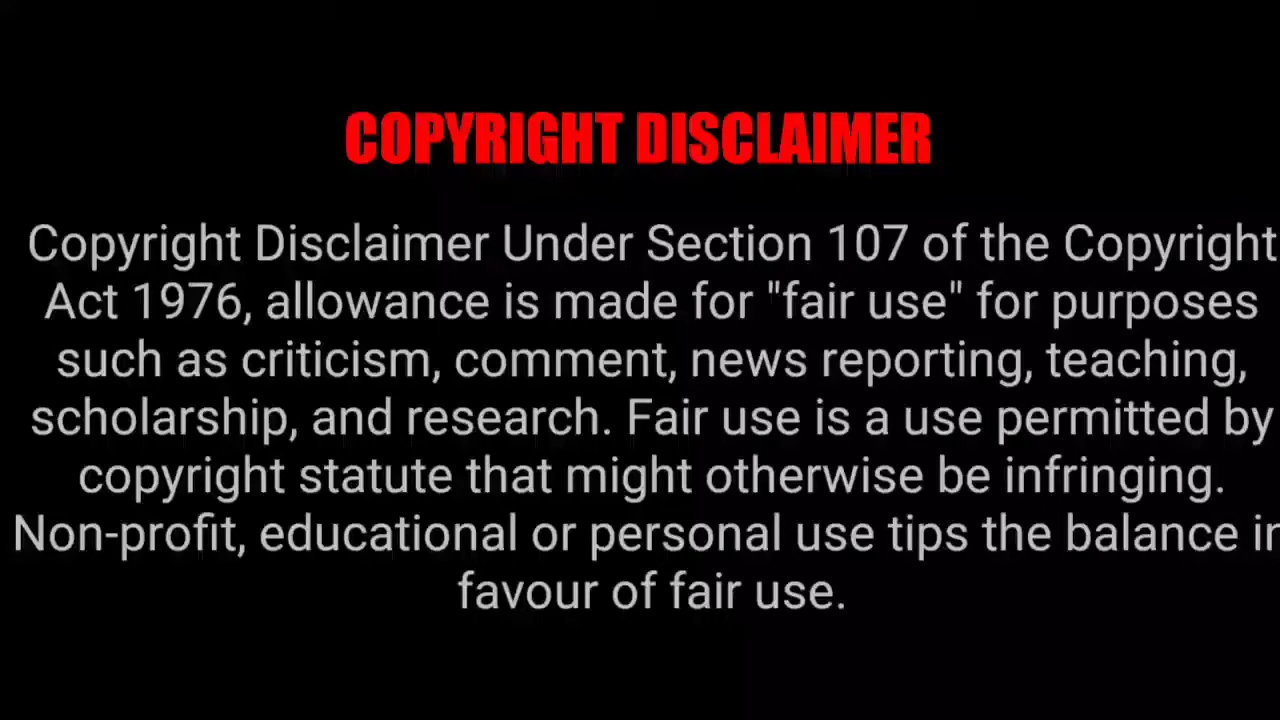 COPYRIGHT DISCLAIMER
Copyright Disclaimer Under Section 107 of the Copyright
Act 1976, allowance is made for "fair use" for purposes
such as criticism, comment, news reporting, teaching,
scholarship, and research. Fair use is a use permitted by
copyright statute that might otherwise be infringing.
Non-profit, educational or personal use tips the balance in
favour of fair use.